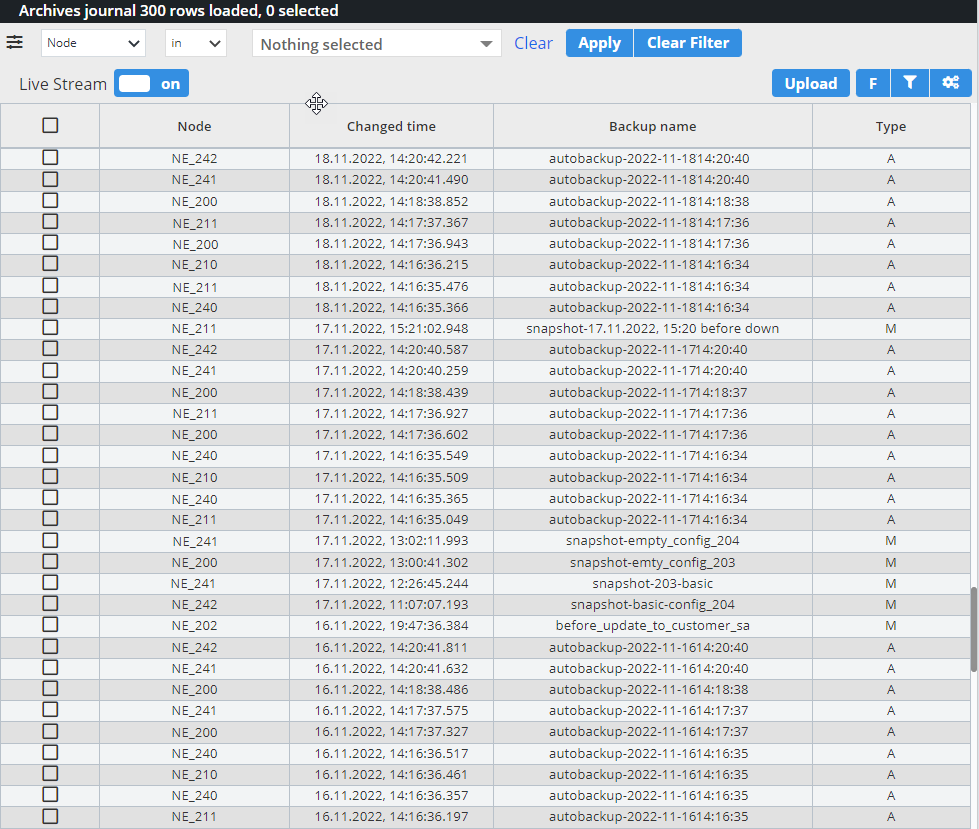 Archives journal 300 rows loaded, 0 selected
Node in Nothing selected Clear Apply Clear Filter
Live Stream on Upload F
Node Changed time Backup name Type
NE_242 18.11.2022, 14:20:42.221 autobackup-2022-11-1814:20:40 A
NE_241 18.11.2022, 14:20:41.490 autobackup-2022-11-1814:20:40 A
NE_200 18.11.2022, 14:18:38.852 autobackup-2022-11-1814:18:38 A
NE_211 18.11.2022, 14:17:37.367 autobackup-2022-11-1814:17:36 A
NE_200 18.11.2022, 14:17:36.943 autobackup-2022-11-1814:17:36 A
NE_210 18.11.2022, 14:16:36.215 autobackup-2022-11-1814:16:34 A
NE_211 18.11.2022, 14:16:35.476 autobackup-2022-11-1814:16:34 A
NE_240 18.11.2022, 14:16:35.366 autobackup-2022-11-1814:16:34 A
NE_211 17.11.2022, 15:21:02.948 snapshot-17.11.2022, 15:20 before down M
NE_242 17.11.2022, 14:20:40.587 autobackup-2022-11-1714:20:40 A
NE_241 17.11.2022, 14:20:40.259 autobackup-2022-11-1714:20:40 A
NE_200 17.11.2022, 14:18:38.439 autobackup-2022-11-1714:18:37 A
NE_211 17.11.2022, 14:17:36.927 autobackup-2022-11-1714:17:36 A
NE_200 17.11.2022, 14:17:36.602 autobackup-2022-11-1714:17:36 A
NE_240 17.11.2022, 14:16:35.549 autobackup-2022-11-1714:16:34 A
NE_210 17.11.2022, 14:16:35.509 autobackup-2022-11-1714:16:34 A
NE_240 17.11.2022, 14:16:35.365 autobackup-2022-11-1714:16:34 A
NE_211 17.11.2022, 14:16:35.049 autobackup-2022-11-1714:16:34 A
NE_241 17.11.2022, 13:02:11.993 snapshot-empty_config_204 M
NE_200 17.11.2022, 13:00:41.302 snapshot-emty_config_203 M
NE_241 17.11.2022, 12:26:45.244 snapshot-203-basic M
NE_242 17.11.2022, 11:07:07.193 snapshot-basic-config_204 M
NE_202 16.11.2022, 19:47:36.384 before_update_to_customer_sa M
NE_242 16.11.2022, 14:20:41.811 autobackup-2022-11-1614:20:40 A
NE_241 16.11.2022, 14:20:41.632 autobackup-2022-11-1614:20:40 A
NE_200 16.11.2022, 14:18:38.486 autobackup-2022-11-1614:18:38 A
NE_241 16.11.2022, 14:17:37.575 autobackup-2022-11-1614:17:37 A
NE_200 16.11.2022, 14:17:37.327 autobackup-2022-11-1614:17:37 A
NE_240 16.11.2022, 14:16:36.517 autobackup-2022-11-1614:16:35 A
NE_210 16.11.2022, 14:16:36.461 autobackup-2022-11-1614:16:35 A
NE_240 16.11.2022, 14:16:36.357 autobackup-2022-11-1614:16:35 A
NE_211 16.11.2022, 14:16:36.197 autobackup-2022-11-1614:16:35 A